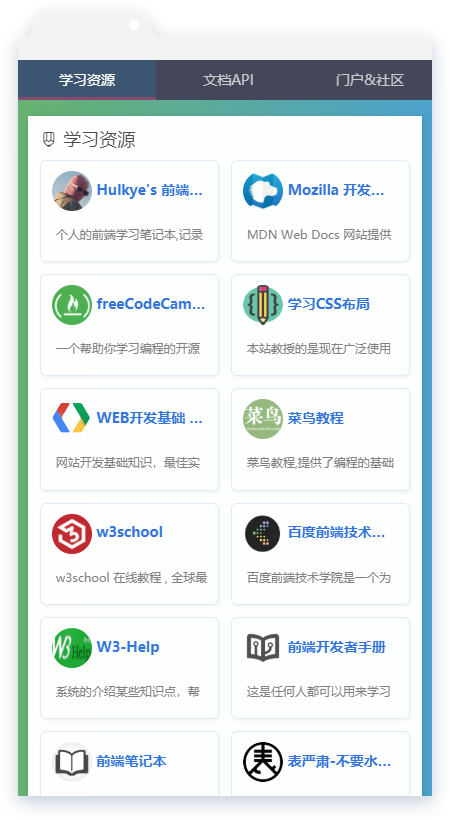 学习资源 文档API 门户&社区
学习资源
Hulkye's 前端... Mozilla 开发...
个人的前端学习笔记本,记录 MDN Web Docs 网站提供
freeCodeCam... 学习CSS布局
一个帮助你学习编程的开源 本站教授的是现在广泛使用
WEB开发基础 ... 菜鸟教程
网站开发基础知识，最佳实 菜鸟教程,提供了编程的基础
w3school 百度前端技术...
w3school 在线教程 , 全球最 百度前端技术学院是一个为
W3-Help 前端开发者手册
系统的介绍某些知识点，帮 这是任何人都可以用来学习
前端笔记本 表严肃-不要水...